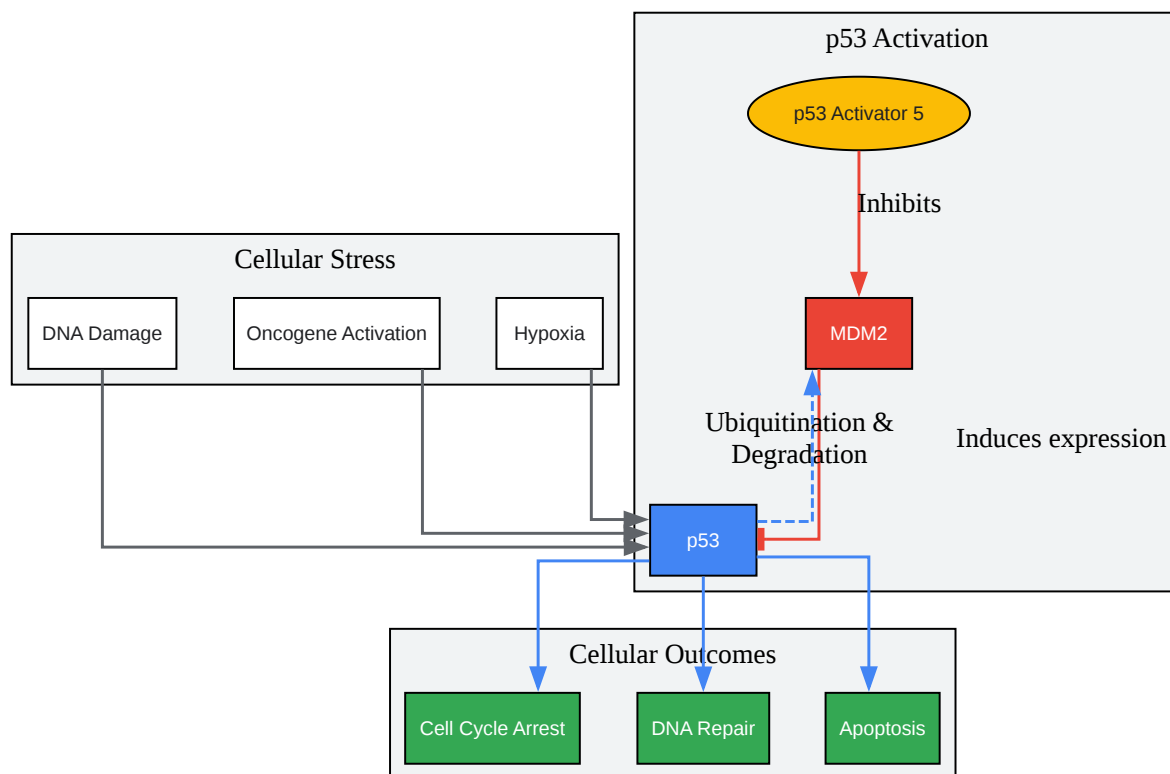 p53 Activation
p53 Activator 5
Inhibits
Cellular Stress
DNA Damage
Oncogene Activation
Hypoxia
MDM2
Ubiquitination &
Degradation
Induces expression
p53
Cellular Outcomes
Cell Cycle Arrest
DNA Repair
Apoptosis